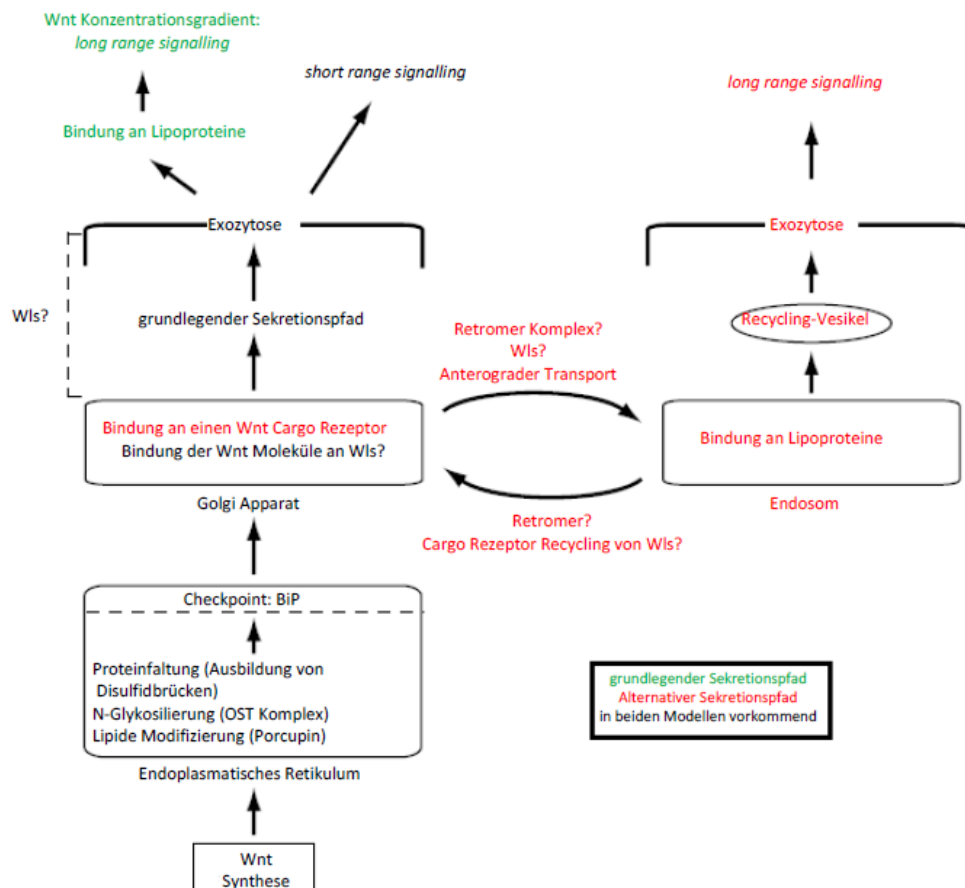 Wnt Konzentrationsgradient:
long range signalling
short range signalling
long range signalling
Bindung an Lipoproteine
Exozytose
Exozytose
Wls?
grundlegender Sekretionspfad
Recycling-Vesikel
Retromer Komplex?
Wls?
Anterograder Transport
Bindung an einen Wnt Cargo Rezeptor
Bindung der Wnt Moleküle an Wls?
Bindung an Lipoproteine
Golgi Apparat
Endosom
Retromer?
Cargo Rezeptor Recycling von Wls?
Checkpoint: BiP
Proteinfaltung (Ausbildung von
Disulfidbrücken)
N-Glykosilierung (OST Komplex)
Lipide Modifizierung (Porcupin)
Endoplasmatisches Retikulum
grundlegender Sekretionspfad
Alternativer Sekretionspfad
in beiden Modellen vorkommend
Wnt
Synthese